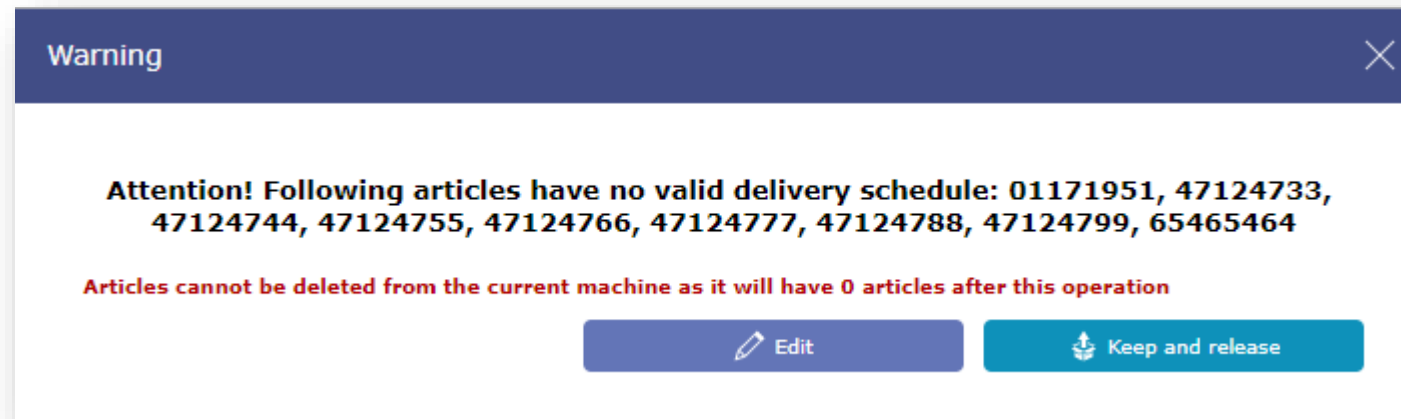 Warning
Attention! Following articles have no valid delivery schedule: 01171951, 47124733,
47124744, 47124755, 47124766, 47124777, 47124788, 47124799, 65465464
Articles cannot be deleted from the current machine as it will have 0 articles after this operation
Edit
Keep and release